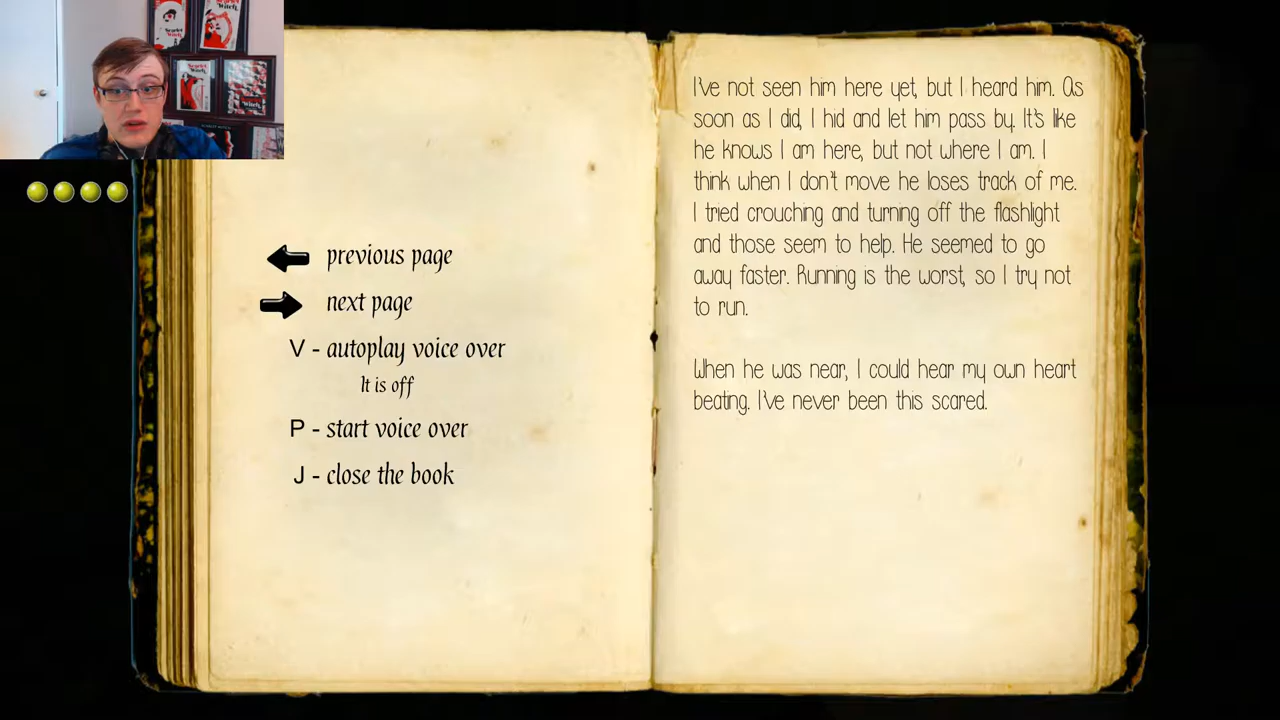 Scarlet
Witch
previous page
next page
V - autoplay voice over
It is off
P - start voice over
J - close the book
I've not seen him here yet, but I heard him. As
soon as I did, I hid and let him pass by. It's like
he knows I am here, but not where I am. I
think when I don't move he loses track of me.
I tried crouching and turning off the flashlight
and those seem to help. He seemed to go
away faster. Running is the worst, so I try not
to run.
When he was near, I could hear my own heart
beating. I've never been this scared.